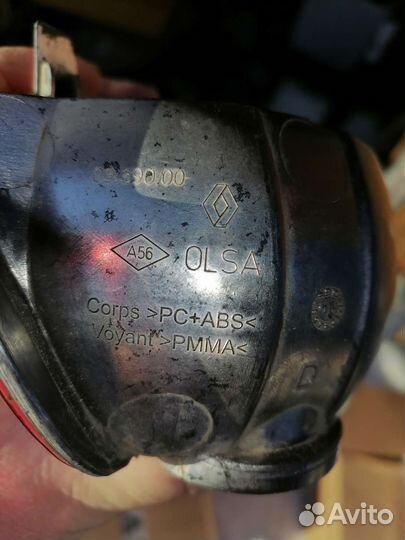 A56 OLSA
Corps >PC+ABS<
Voyant >PMMA<
D
Avito